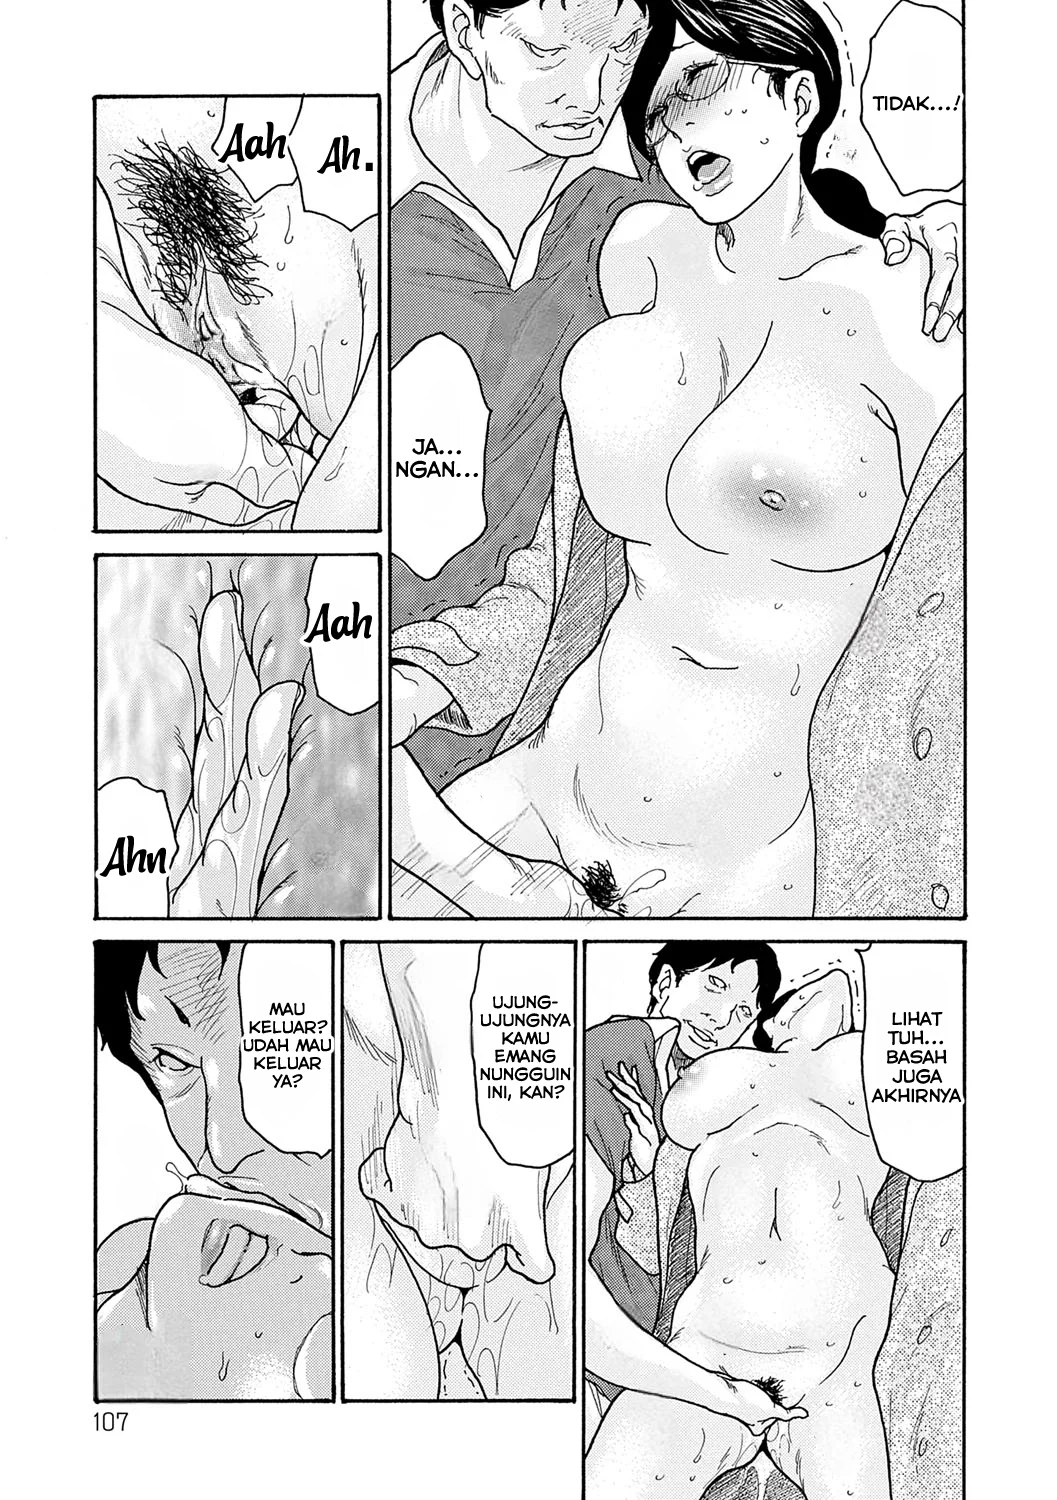 TIDAK...!
JA...
NGAN...
Aah
Ah.
Aah
Ahn
LIHAT
TUH...
BASAH
JUGA
AKHIRNYA
UJUNG-
UJUNGNYA
KAMU
EMANG
NUNGGUIN
INI, KAN?
MAU
KELUAR?
UDAH MAU
KELUAR
YA?
107